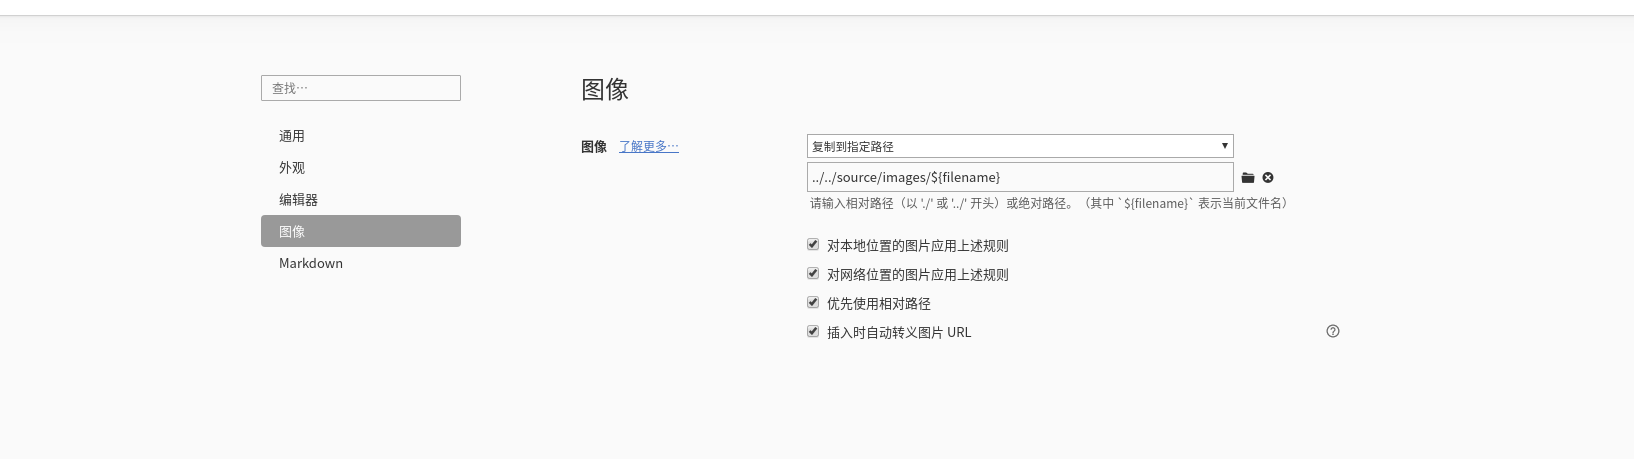 查找…
通用
外观
编辑器
图像
Markdown
图像
图像 了解更多…
复制到指定路径
../../source/images/${filename}
请输入相对路径（以 './' 或 '../' 开头）或绝对路径。（其中 `${filename}` 表示当前文件名）
对本地位置的图片应用上述规则
对网络位置的图片应用上述规则
优先使用相对路径
插入时自动转义图片 URL